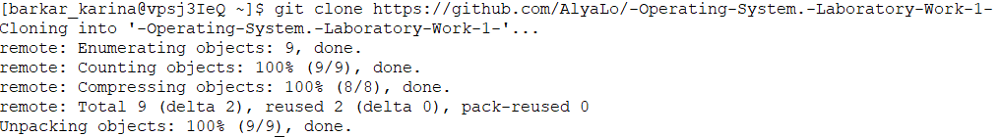 [barkar_karina@vpsj3IeQ ~]$ git clone https://github.com/AlyaLo/-Operating-System.-Laboratory-Work-1-
Cloning into '-Operating-System.-Laboratory-Work-1-'...
remote: Enumerating objects: 9, done.
remote: Counting objects: 100% (9/9), done.
remote: Compressing objects: 100% (8/8), done.
remote: Total 9 (delta 2), reused 2 (delta 0), pack-reused 0
Unpacking objects: 100% (9/9), done.